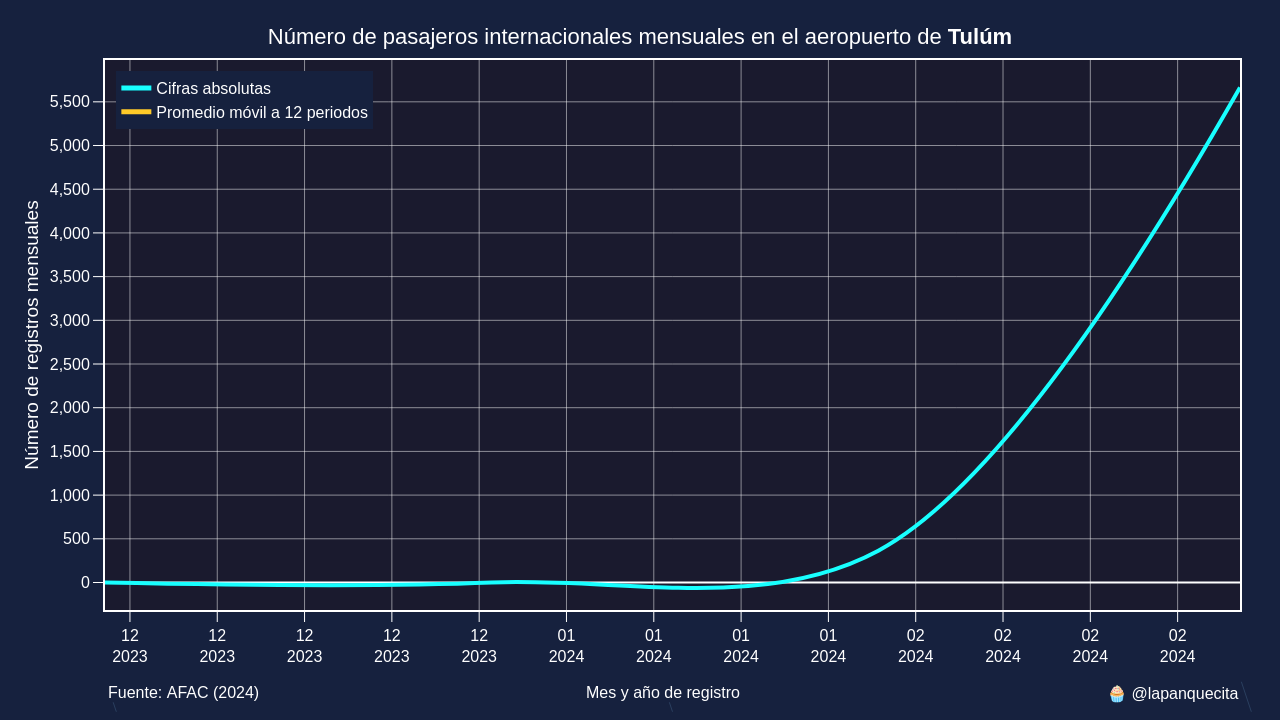 Número de pasajeros internacionales mensuales en el aeropuerto de Tulúm
Cifras absolutas
Promedio móvil a 12 periodos
Número de registros mensuales
5,500
5,000
4,500
4,000
3,500
3,000
2,500
2,000
1,500
1,000
500
0
12 12 12 12 12 01 01 01 01 02 02 02 02
2023 2023 2023 2023 2023 2024 2024 2024 2024 2024 2024 2024 2024
Fuente: AFAC (2024) Mes y año de registro 🧁 @lapanquecita